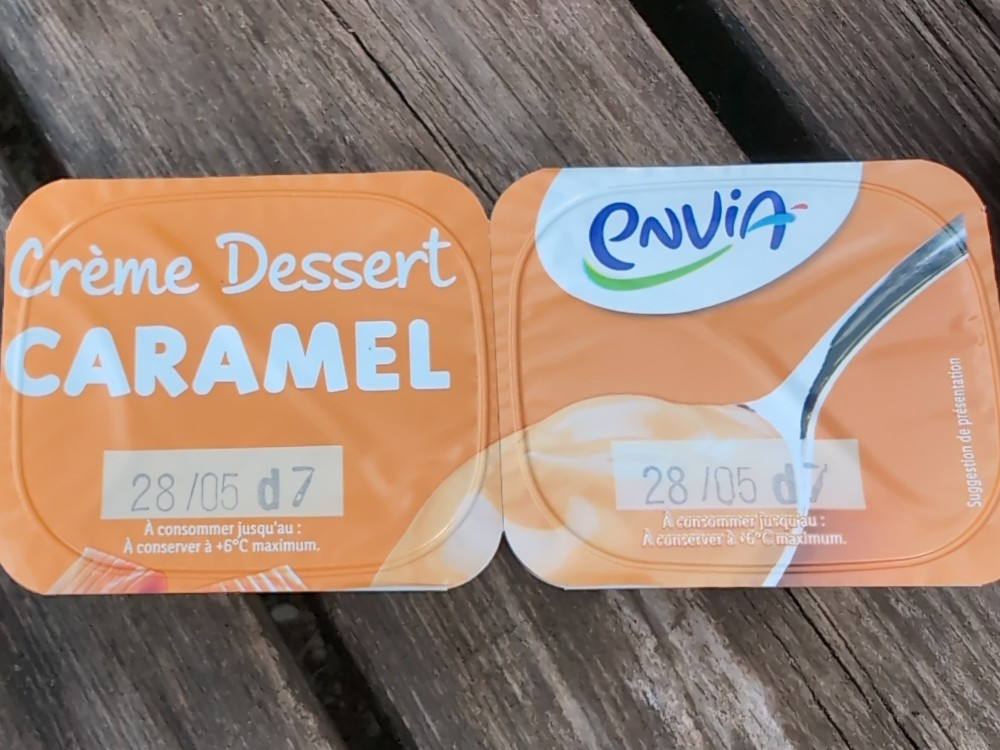 Crème Dessert
CARAMEL
28/05 d7
À consommer jusqu'au :
À conserver à +6°C maximum.
envia
Suggestion de présentation
28/05 d7
À consommer jusqu'au :
À conserver à +6°C maximum.